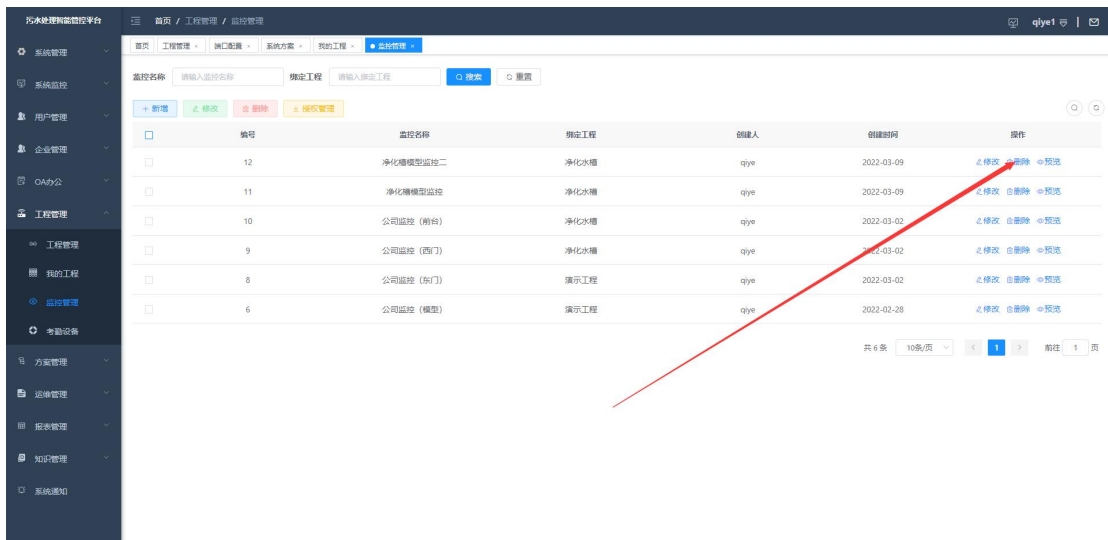 污水处理智能管控平台
首页 / 工程管理 / 监控管理
qiye1
首页 工程管理 × 端口配置 × 系统方案 × 我的工程 × 监控管理 ×
系统管理
系统监控
用户管理
企业管理
OA办公
工程管理
工程管理
我的工程
监控管理
考勤设备
方案管理
运维管理
报表管理
知识管理
系统通知
监控名称 请输入监控名称 绑定工程 请输入绑定工程 搜索 重置
+ 新增 修改 删除 授权管理
编号 监控名称 绑定工程 创建人 创建时间 操作
12 净化槽模型监控二 净化水槽 qiye 2022-03-09 修改 删除 预览
11 净化槽模型监控 净化水槽 qiye 2022-03-09 修改 删除 预览
10 公司监控（前台） 净化水槽 qiye 2022-03-02 修改 删除 预览
9 公司监控（西门） 净化水槽 qiye 2022-03-02 修改 删除 预览
8 公司监控（东门） 演示工程 qiye 2022-03-02 修改 删除 预览
6 公司监控（模型） 演示工程 qiye 2022-02-28 修改 删除 预览
共 6 条 10条/页 < 1 > 前往 1 页